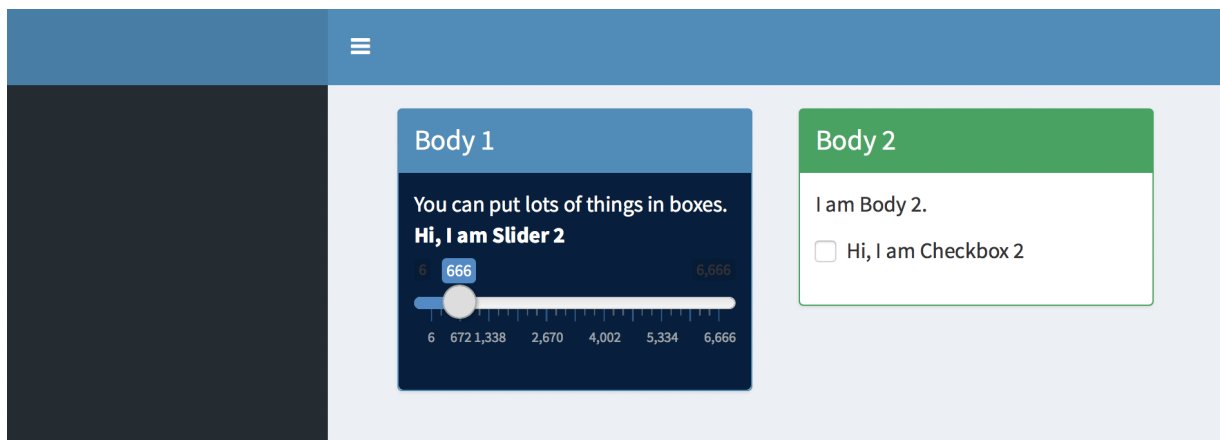 Body 1
You can put lots of things in boxes.
Hi, I am Slider 2
6 666 6,666
6 672 1,338 2,670 4,002 5,334 6,666
Body 2
I am Body 2.
Hi, I am Checkbox 2